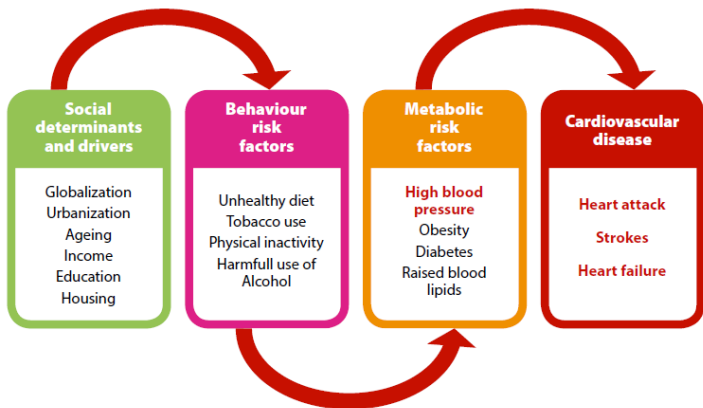 Social
determinants
and drivers
Globalization
Urbanization
Ageing
Income
Education
Housing
Behaviour
risk
factors
Unhealthy diet
Tobacco use
Physical inactivity
Harmfull use of
Alcohol
Metabolic
risk
factors
High blood
pressure
Obesity
Diabetes
Raised blood
lipids
Cardiovascular
disease
Heart attack
Strokes
Heart failure